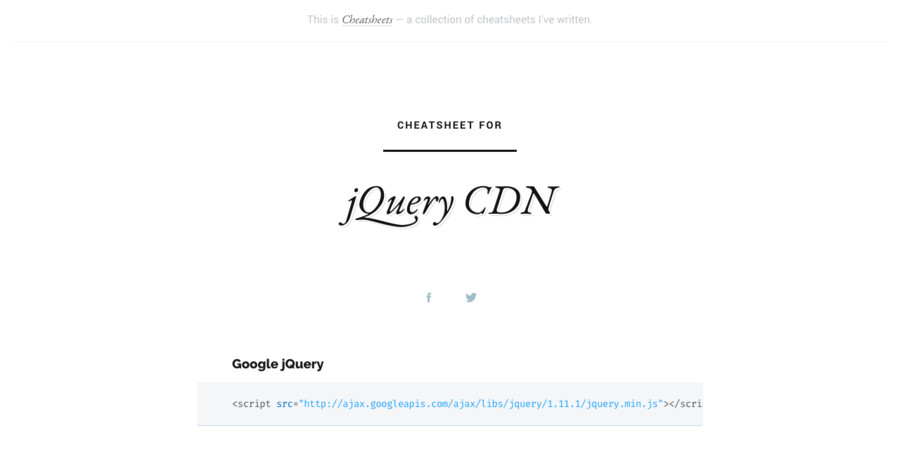 This is Cheatsheets — a collection of cheatsheets I've written.
CHEATSHEET FOR
jQuery CDN
Google jQuery
<script src="http://ajax.googleapis.com/ajax/libs/jquery/1.11.1/jquery.min.js"></scri